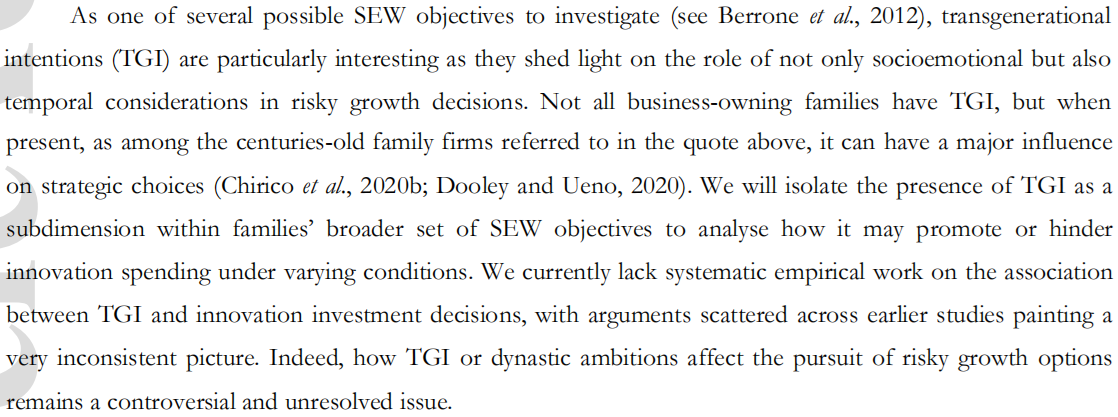 As one of several possible SEW objectives to investigate (see Berrone et al., 2012), transgenerational
intentions (TGI) are particularly interesting as they shed light on the role of not only socioemotional but also
temporal considerations in risky growth decisions. Not all business-owning families have TGI, but when
present, as among the centuries-old family firms referred to in the quote above, it can have a major influence
on strategic choices (Chirico et al., 2020b; Dooley and Ueno, 2020). We will isolate the presence of TGI as a
subdimension within families’ broader set of SEW objectives to analyse how it may promote or hinder
innovation spending under varying conditions. We currently lack systematic empirical work on the association
between TGI and innovation investment decisions, with arguments scattered across earlier studies painting a
very inconsistent picture. Indeed, how TGI or dynastic ambitions affect the pursuit of risky growth options
remains a controversial and unresolved issue.